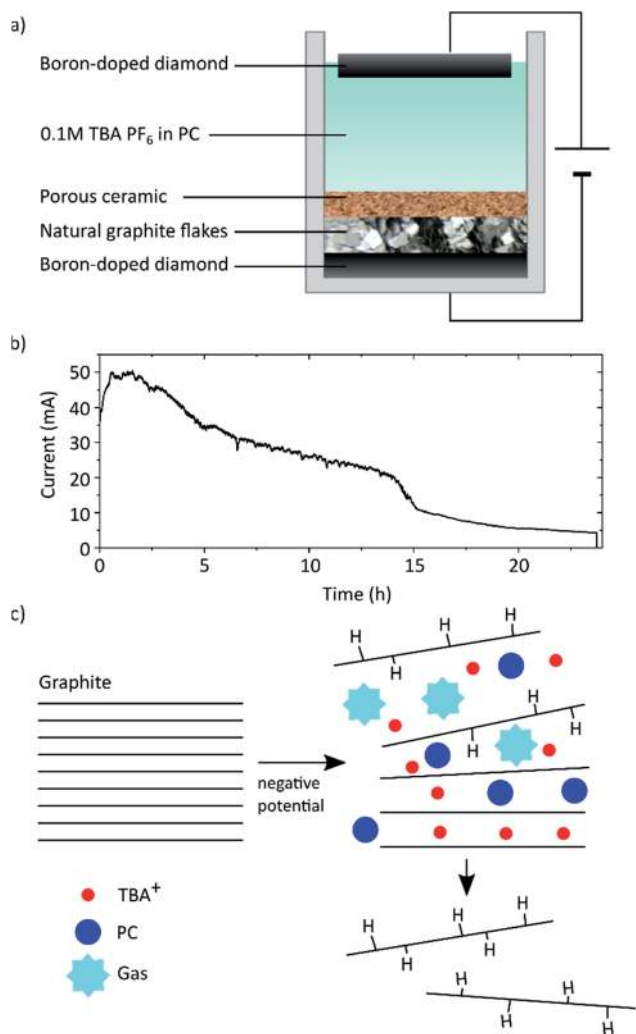 a)
Boron-doped diamond
0.1M TBA PF₆ in PC
Porous ceramic
Natural graphite flakes
Boron-doped diamond
b)
50
40
30
20
10
0
Current (mA)
0 5 10 15 20
Time (h)
c)
Graphite
negative
potential
H H H H
H H H
H H H H
H H H H
TBA⁺
PC
Gas